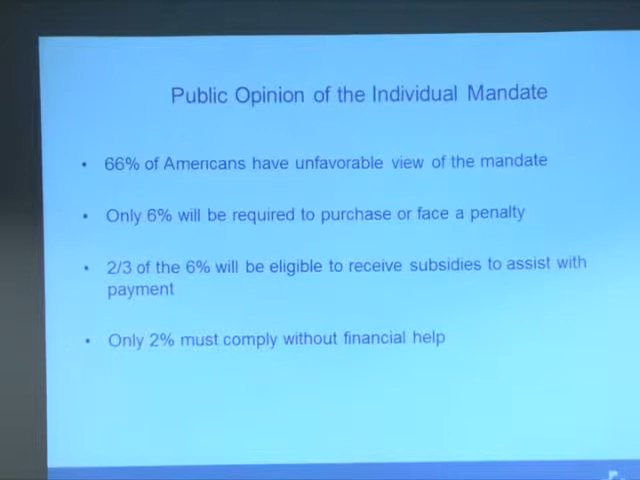 Public Opinion of the Individual Mandate
• 66% of Americans have unfavorable view of the mandate
• Only 6% will be required to purchase or face a penalty
• 2/3 of the 6% will be eligible to receive subsidies to assist with
payment
• Only 2% must comply without financial help